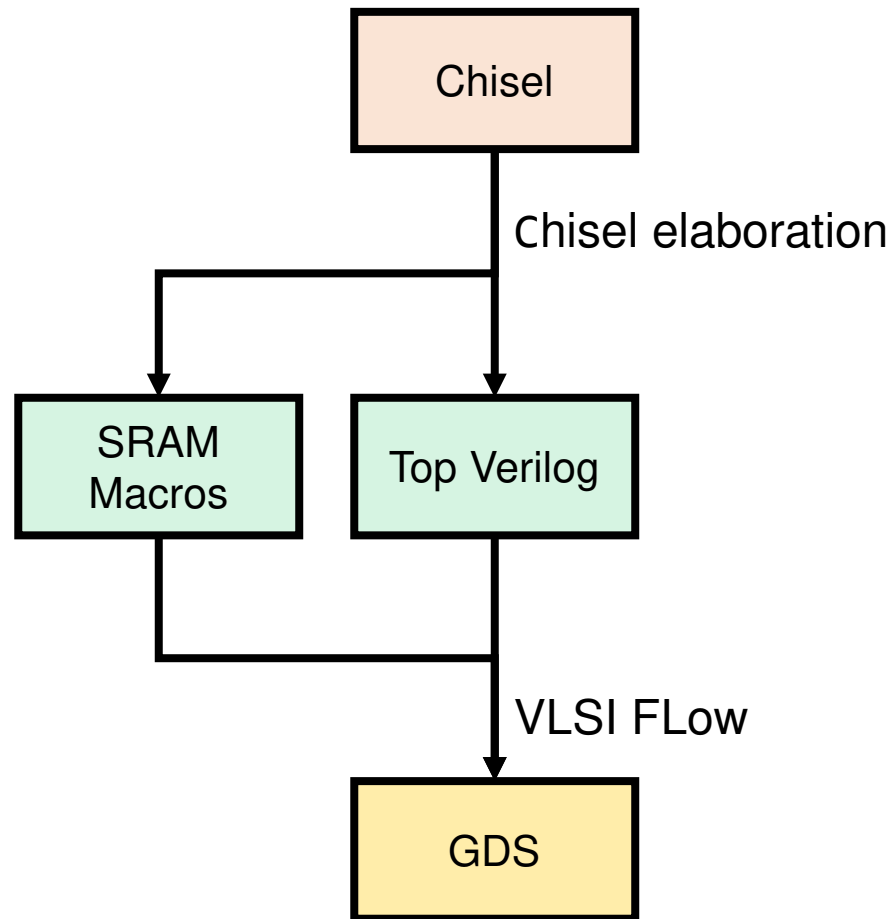 Chisel
Chisel elaboration
SRAM
Macros
Top Verilog
VLSI FLow
GDS